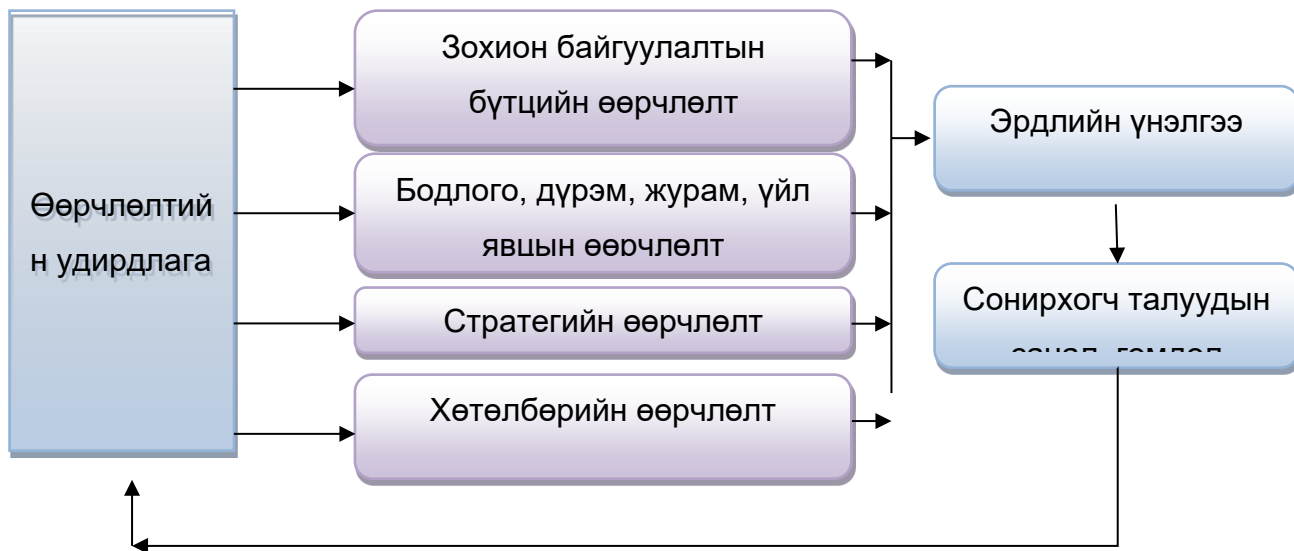 Өөрчлөлтий
н удирдлага
Зохион байгуулалтын
бүтцийн өөрчлөлт
Бодлого, дүрэм, журам, үйл
явцын өөрчлөлт
Стратегийн өөрчлөлт
Хөтөлбөрийн өөрчлөлт
Эрдлийн үнэлгээ
Сонирхогч талуудын